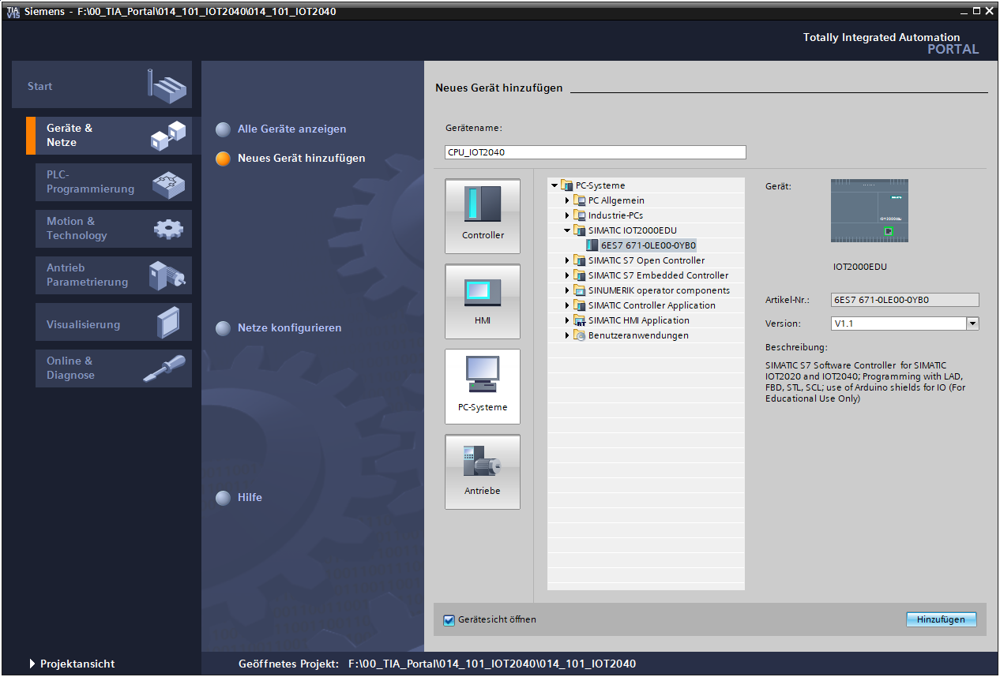 TIA V15 Siemens - F:\00_TIA_Portal\014_101_IOT2040\014_101_IOT2040
Totally Integrated Automation
PORTAL
Start
Geräte &
Netze
PLC-
Programmierung
Motion &
Technology
Antrieb
Parametrierung
Visualisierung
Online &
Diagnose
Projektansicht
Alle Geräte anzeigen
Neues Gerät hinzufügen
Netze konfigurieren
Hilfe
Neues Gerät hinzufügen
Gerätename:
CPU_IOT2040
Controller
HMI
PC-Systeme
Antriebe
PC-Systeme
PC Allgemein
Industrie-PCs
SIMATIC IOT2000EDU
6ES7 671-0LE00-0YB0
SIMATIC S7 Open Controller
SIMATIC S7 Embedded Controller
SINUMERIK operator components
SIMATIC Controller Application
SIMATIC HMI Application
RT
Benutzeranwendungen
Gerät:
IOT2000EDU
Artikel-Nr.: 6ES7 671-0LE00-0YB0
Version: V1.1
Beschreibung:
SIMATIC S7 Software Controller for SIMATIC
IOT2020 and IOT2040; Programming with LAD,
FBD, STL, SCL; use of Arduino shields for IO (For
Educational Use Only)
Gerätesicht öffnen
Hinzufügen
Geöffnetes Projekt: F:\00_TIA_Portal\014_101_IOT2040\014_101_IOT2040